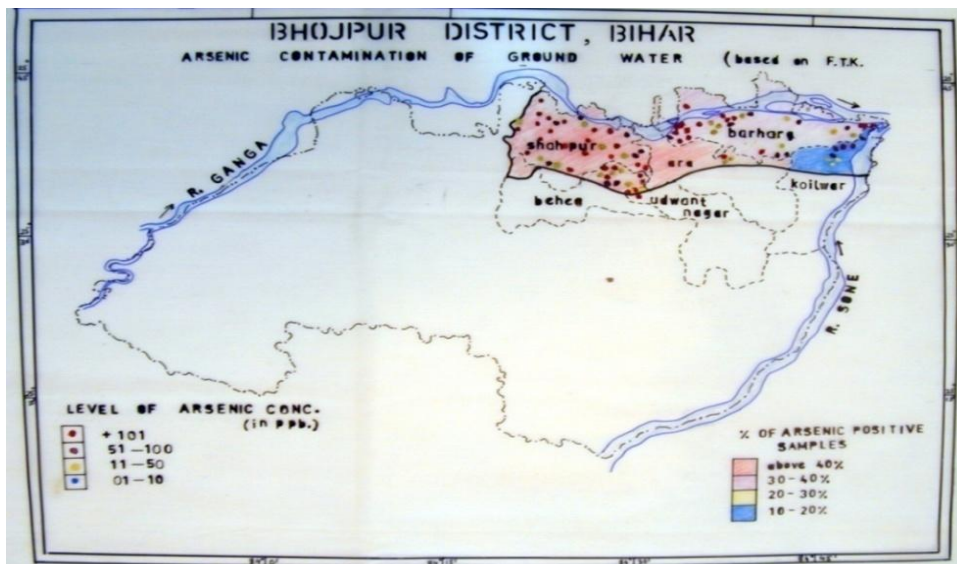 BHOJPUR DISTRICT, BIHAR
ARSENIC CONTAMINATION OF GROUND WATER (based on F.T.K.
R. GANGA
shahpur
barhara
ara
koilwar
behea
udwant
nagar
R. SONE
LEVEL OF ARSENIC CONC.
(in ppb.)
+ 101
51-100
11-50
01-10
% OF ARSENIC POSITIVE
SAMPLES
above 40%
30-40%
20-30%
10-20%